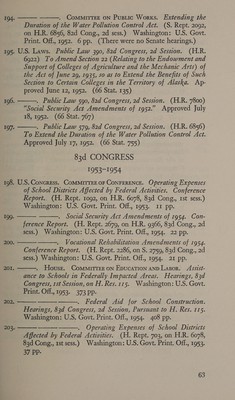 194. ————. Committee on Public Works. Extending the
Duration of the Water Pollution Control Act. (S. Rept. 2092,
on H.R. 6856, 82d Cong., 2d sess.) Washington: U.S. Govt.
Print. Off., 1952. 6 pp. (There were no Senate hearings.)
195. U.S. Laws. Public Law 390, 82d Congress, 2d Session. (H.R.
6922) To Amend Section 22 (Relating to the Endowment and
Support of Colleges of Agriculture and the Mechanic Arts) of
the Act of June 29, 1935, so as to Extend the Benefits of Such
Section to Certain Colleges in the Territory of Alaska. Ap-
proved June 12, 1952. (66 Stat. 135)
196. ————. Public Law 590, 82d Congress, 2d Session. (H.R. 7800)
"Social Security Act Amendments of 1952." Approved July
18, 1952. (66 Stat. 767)
197. ————. Public Law 579, 82d Congress, 2d Session. (H.R. 6856)
To Extend the Duration of the Water Pollution Control Act.
Approved July 17, 1952. (66 Stat. 755)
83d CONGRESS
1953-1954
198. U.S. Congress. Committee of Conference. Operating Expenses
of School Districts Affected by Federal Activities. Conference
Report. (H. Rept. 1092, on H.R. 6078, 83d Cong., 1st sess.)
Washington: U.S. Govt. Print. Off., 1953. 11 pp.
199. ————. Social Security Act Amendments of 1954. Con-
ference Report. (H. Rept. 2679, on H.R. 9366, 83d Cong., 2d
sess.) Washington: U.S. Govt. Print. Off., 1954. 22 pp.
200. ————. Vocational Rehabilitation Amendments of 1954.
Conference Report. (H. Rept. 2286, on S. 2759, 83d Cong., 2d
sess.) Washington: U.S. Govt. Print. Off., 1954. 21 pp.
201. ————. House. Committee on Education and Labor. Assist-
ance to Schools in Federally Impacted Areas. Hearings, 83d
Congress, 1st Session, on H. Res. 115. Washington: U.S. Govt.
Print. Off., 1953. 373 pp.
202. ————. Federal Aid for School Construction.
Hearings, 83d Congress, 2d Session, Pursuant to H. Res. 115.
Washington: U.S. Govt. Print. Off., 1954. 408 pp.
203. ————. Operating Expenses of School Districts
Affected by Federal Activities. (H. Rept. 703, on H.R. 6078,
83d Cong., 1st sess.) Washington: U.S. Govt. Print. Off., 1953.
37 pp.
63